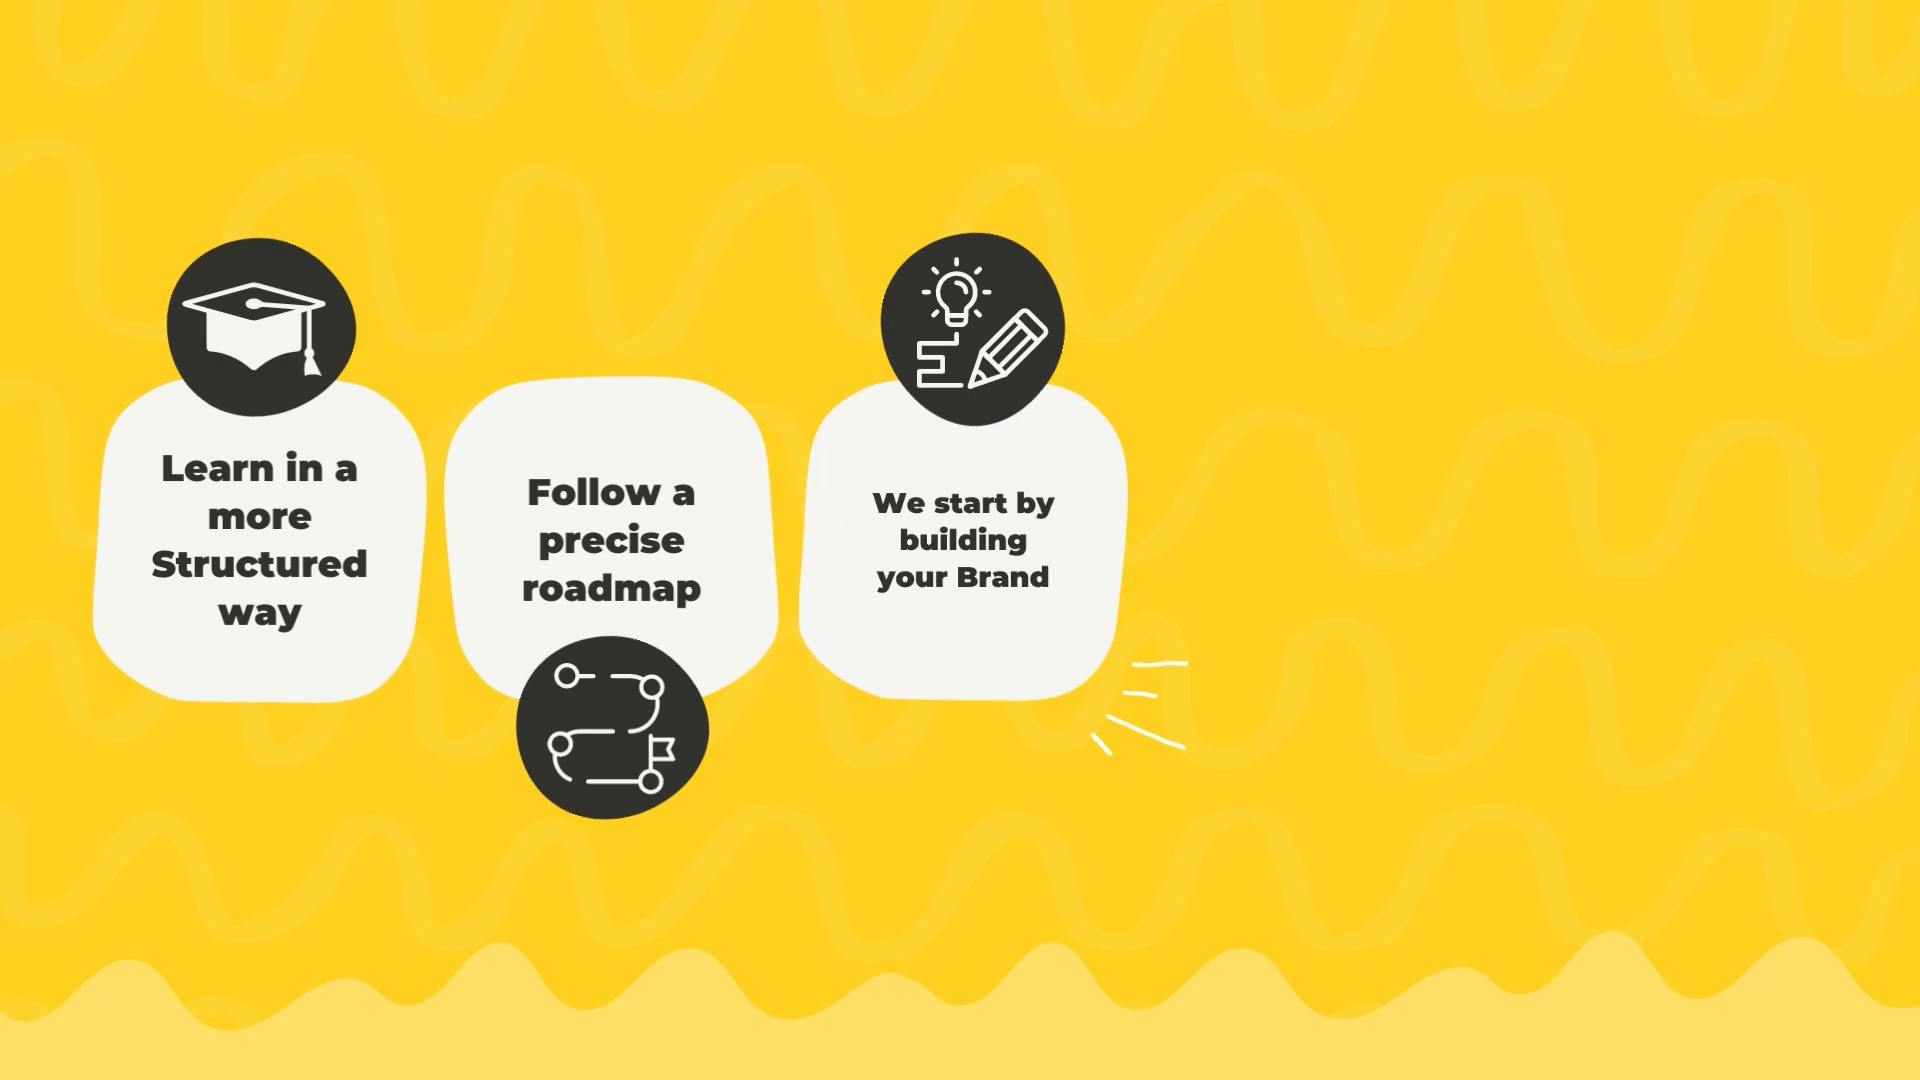 Learn in a
more
Structured
way
Follow a
precise
roadmap
We start by
building
your Brand